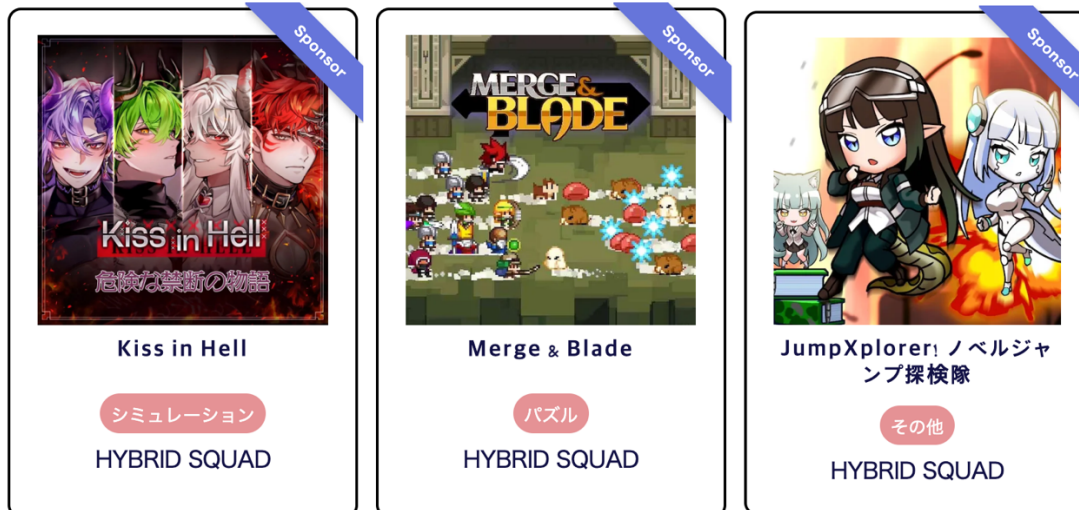 Sponsor
Kiss in Hell
危険な禁断の物語
Kiss in Hell
シミュレーション
HYBRID SQUAD
Sponsor
MERGE &
BLADE
Merge & Blade
パズル
HYBRID SQUAD
Sponsor
JumpXplorer! ノベルジャ
ンプ探検隊
その他
HYBRID SQUAD